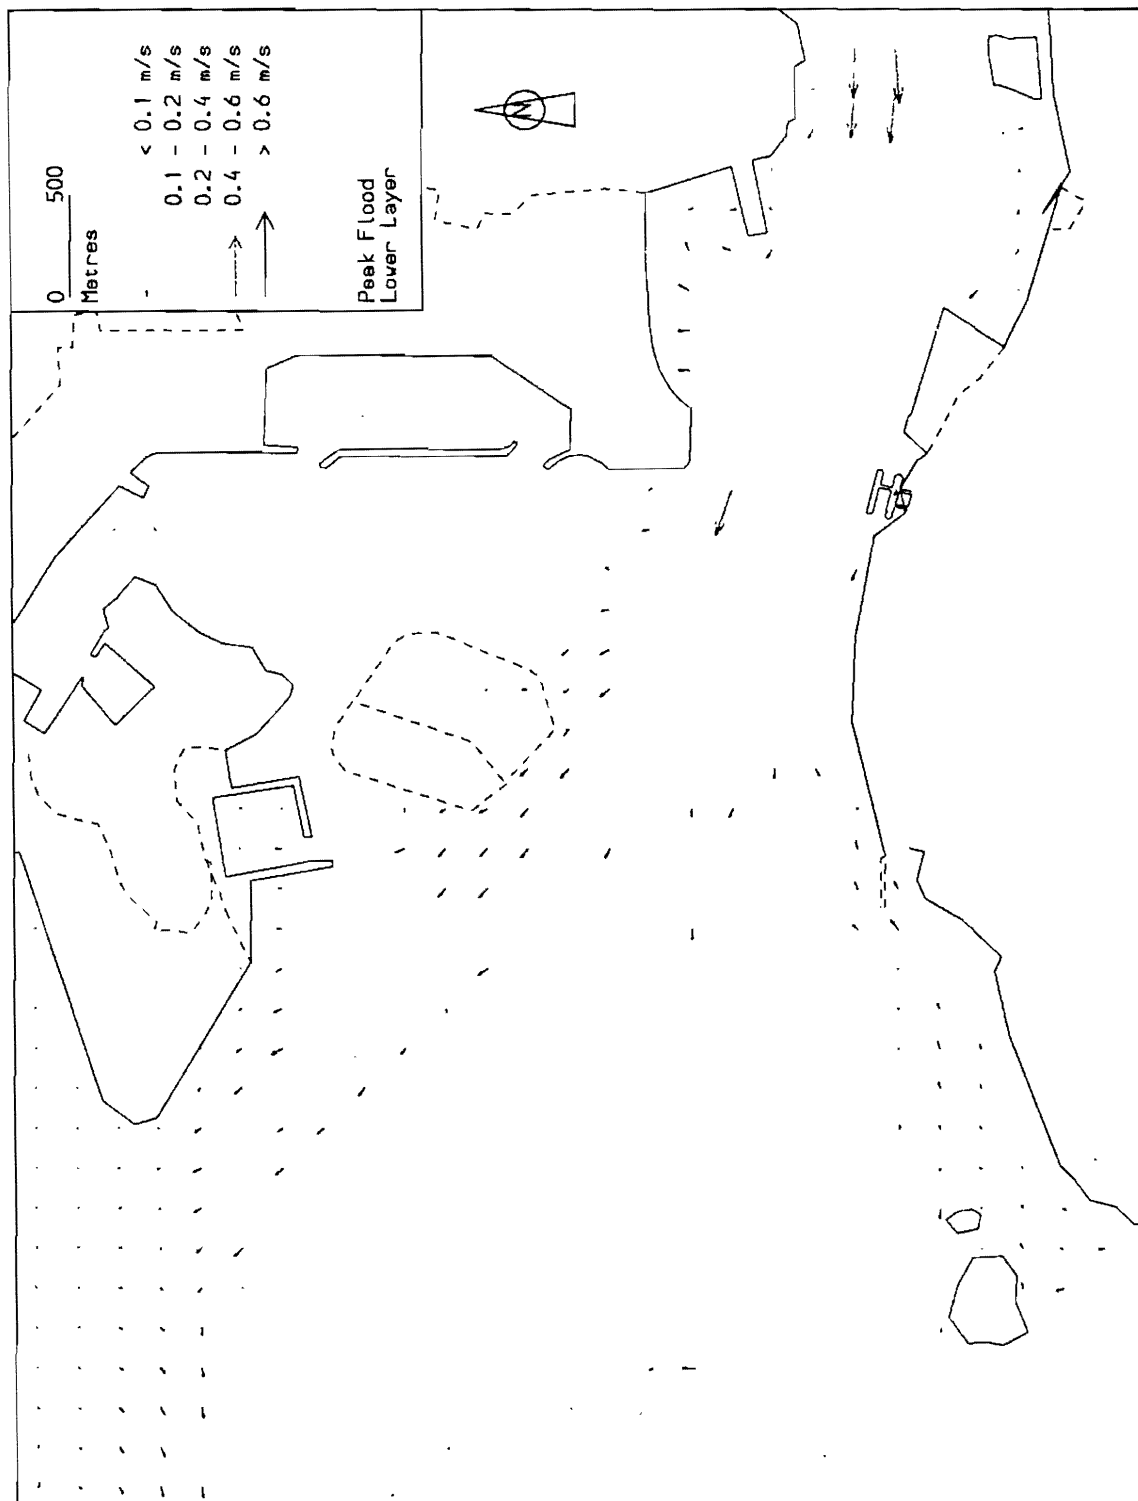 0 500
Metres
< 0.1 m/s
0.1 - 0.2 m/s
0.2 - 0.4 m/s
0.4 - 0.6 m/s
> 0.6 m/s
Peak Flood
Lower Layer
N